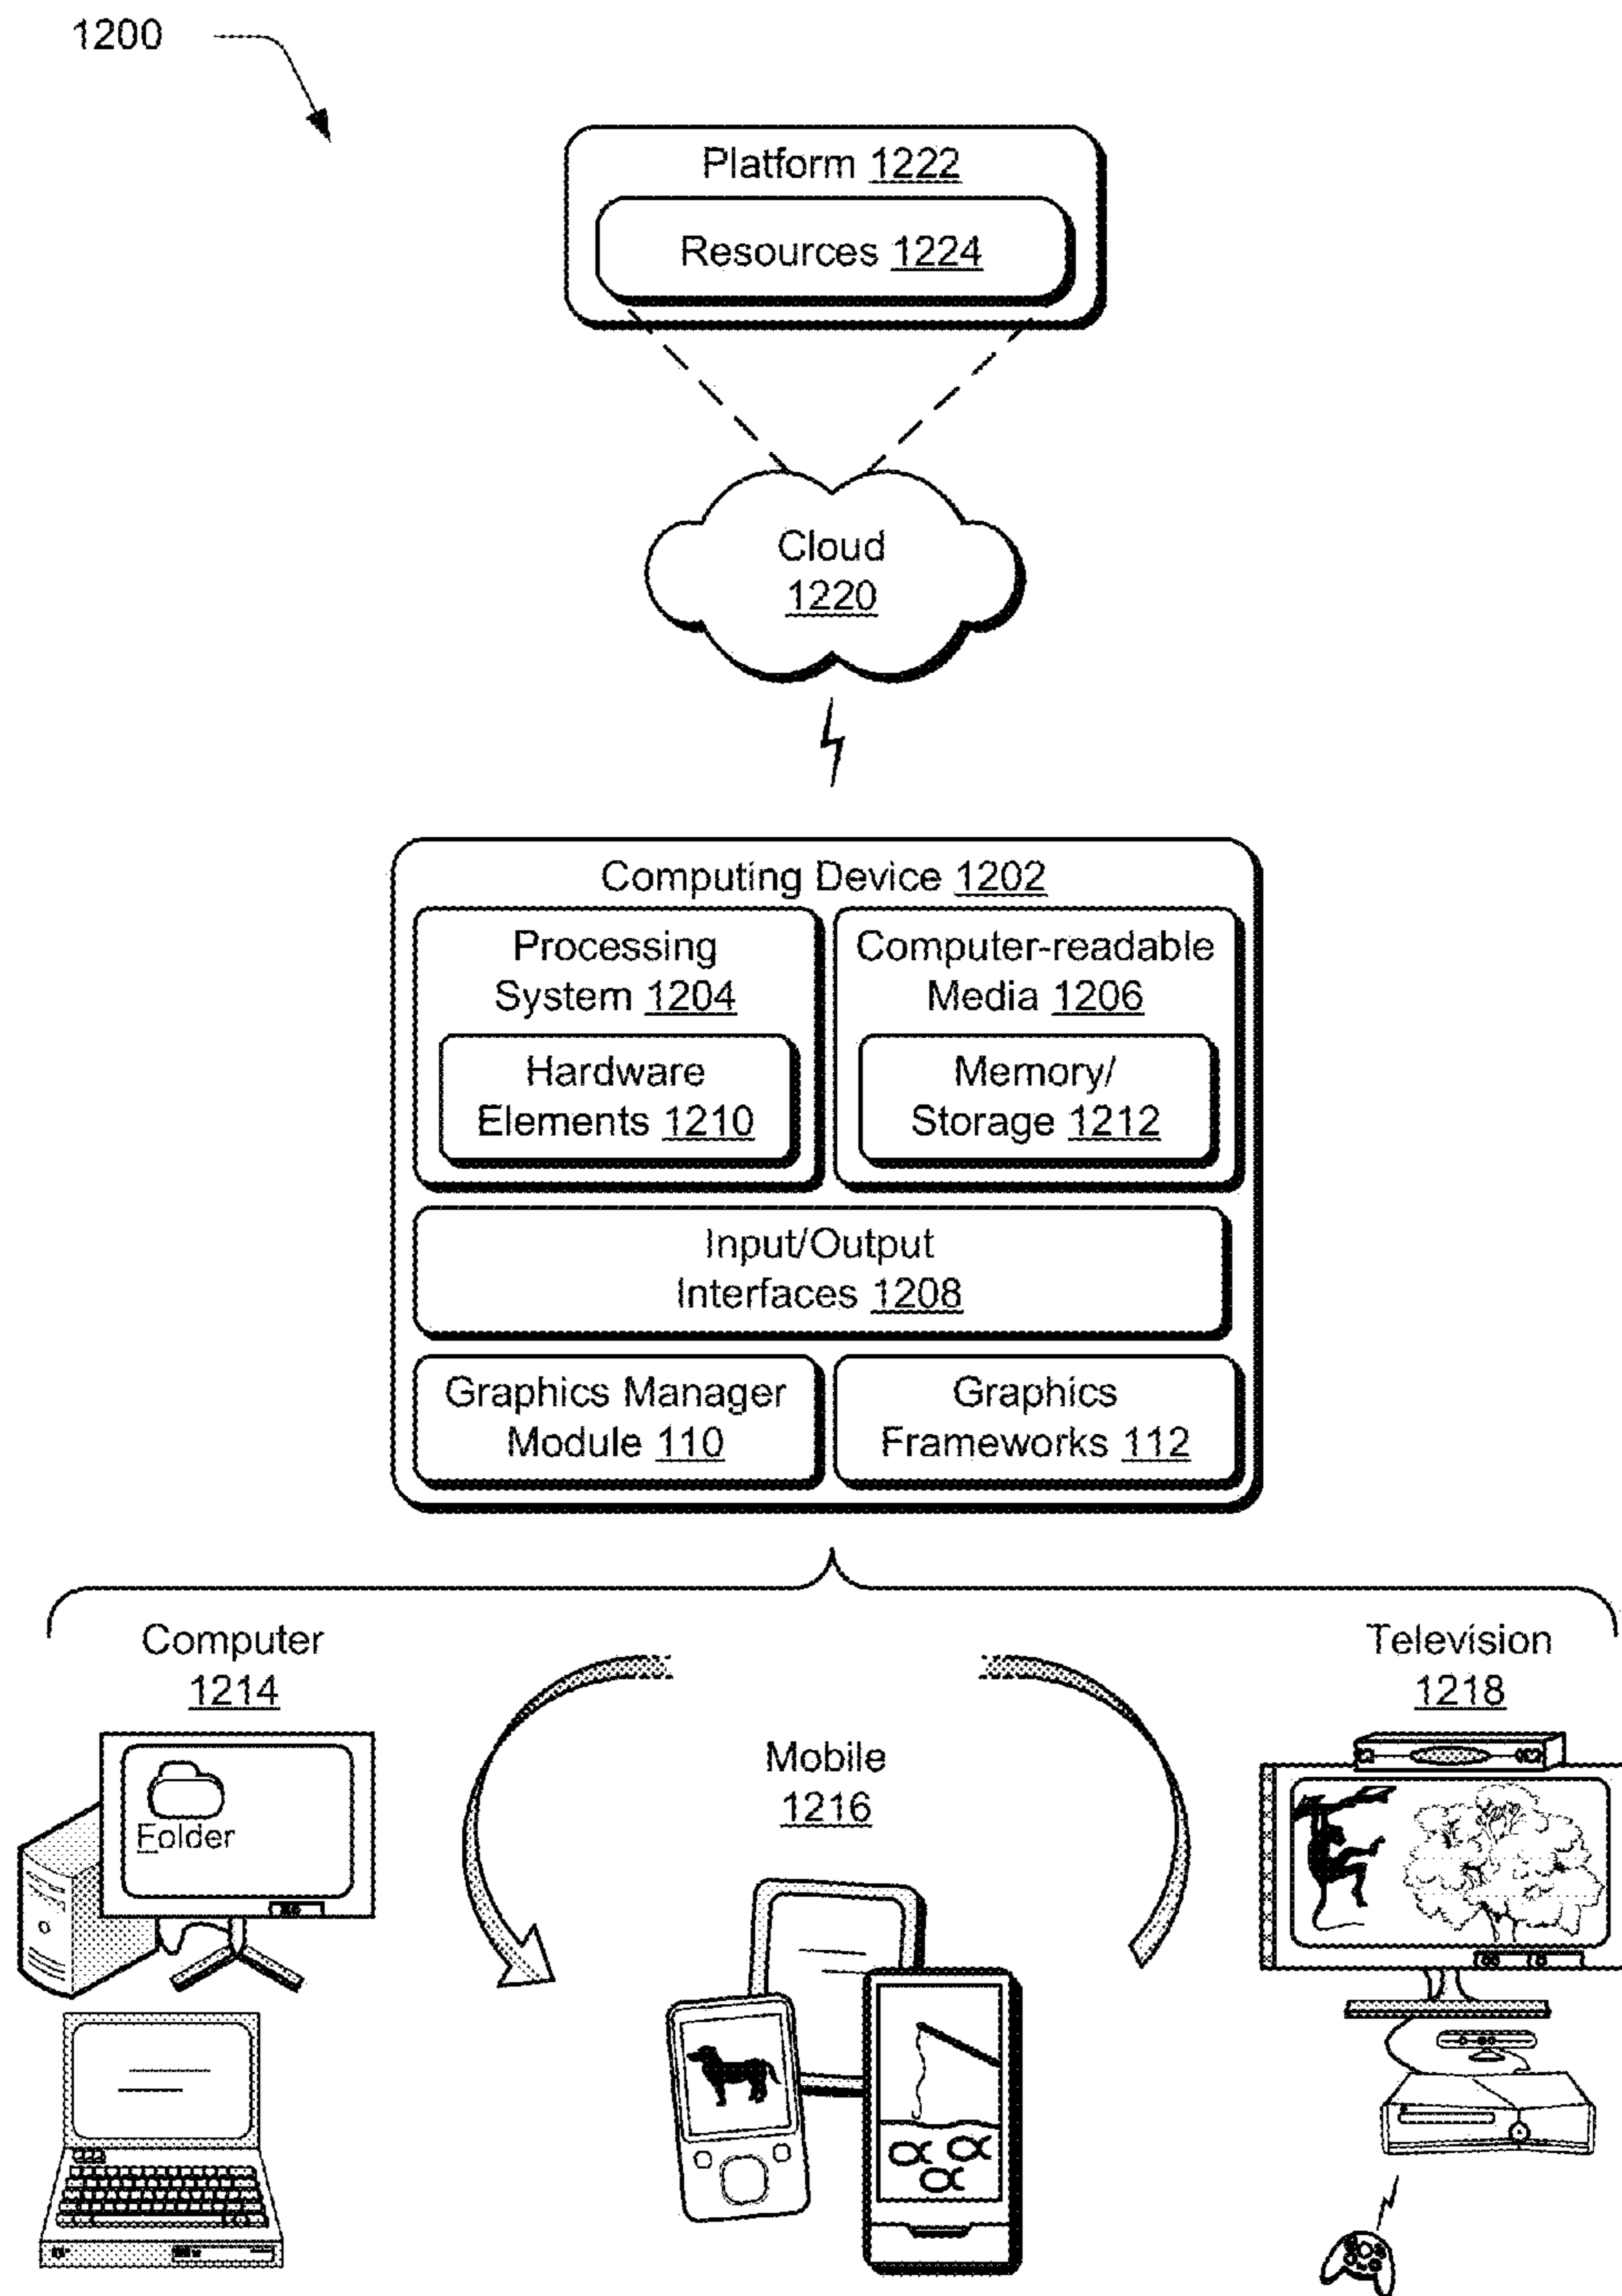 1200
Platform 1222
Resources 1224
Cloud
1220
Computing Device 1202
Processing
System 1204
Hardware
Elements 1210
Computer-readable
Media 1206
Memory/
Storage 1212
Input/Output
Interfaces 1208
Graphics Manager
Module 110
Graphics
Frameworks 112
Computer
1214
Folder
Mobile
1216
Television
1218